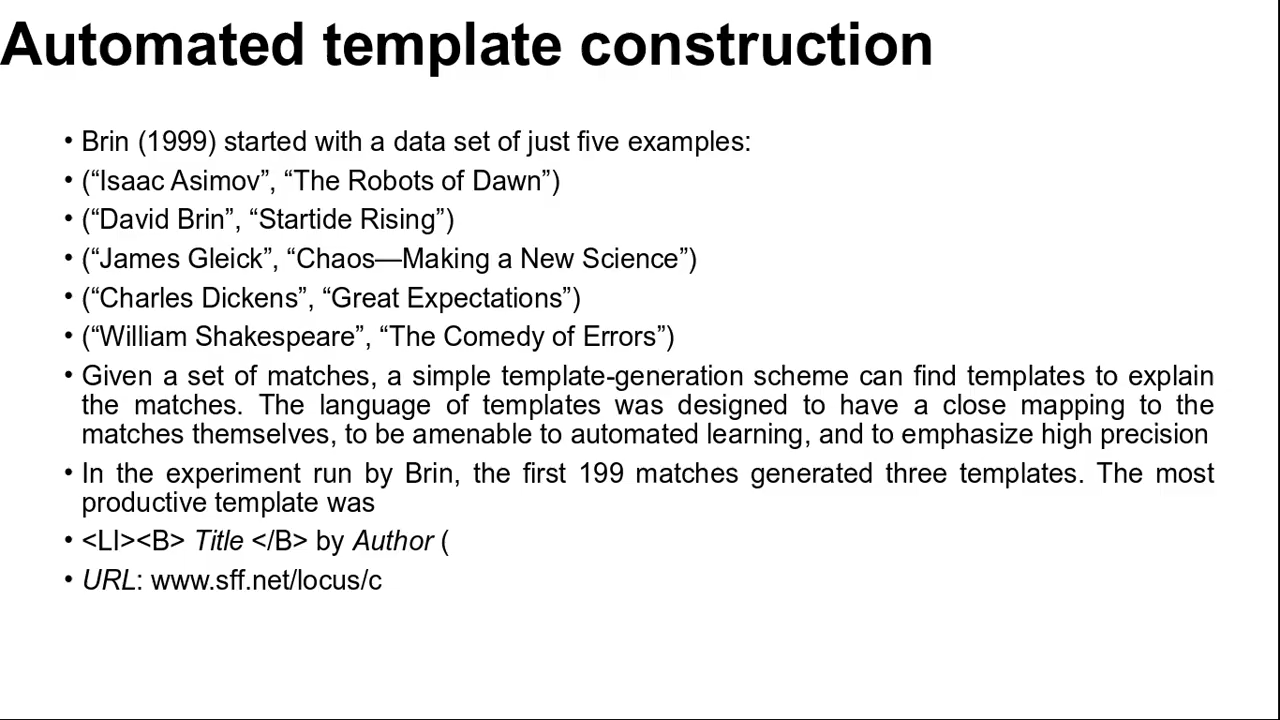 Automated template construction
• Brin (1999) started with a data set of just five examples:
• (“Isaac Asimov”, “The Robots of Dawn”)
• (“David Brin”, “Startide Rising”)
• (“James Gleick”, “Chaos—Making a New Science”)
• (“Charles Dickens”, “Great Expectations”)
• (“William Shakespeare”, “The Comedy of Errors”)
• Given a set of matches, a simple template-generation scheme can find templates to explain
the matches. The language of templates was designed to have a close mapping to the
matches themselves, to be amenable to automated learning, and to emphasize high precision
• In the experiment run by Brin, the first 199 matches generated three templates. The most
productive template was
• <LI><B> Title </B> by Author (
• URL: www.sff.net/locus/c